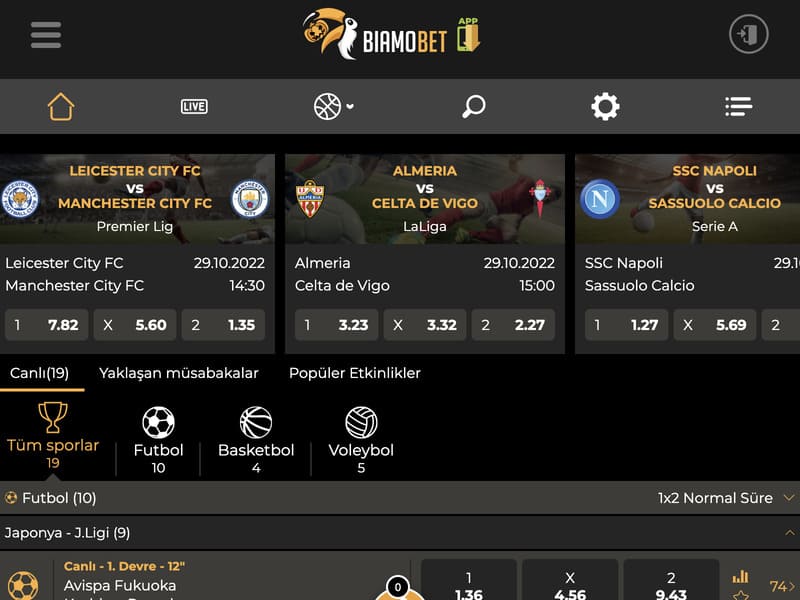 BIAMOBET
APP
LIVE
LEICESTER CITY FC
vs
MANCHESTER CITY FC
Premier Lig
Leicester City FC 29.10.2022
Manchester City FC 14:30
1 7.82 X 5.60 2 1.35
ALMERIA
vs
CELTA DE VIGO
LaLiga
Almeria 29.10.2022
Celta de Vigo 15:00
1 3.23 X 3.32 2 2.27
SSC NAPOLI
vs
SASSUOLO CALCIO
Serie A
SSC Napoli 29.1
Sassuolo Calcio
1 1.27 X 5.69 2
Canlı(19) Yaklaşan müsabakalar Popüler Etkinlikler
Tüm sporlar
19
Futbol
10
Basketbol
4
Voleybol
5
Futbol (10) 1x2 Normal Süre
Japonya - J.Ligi (9)
Canlı - 1. Devre - 12"
Avispa Fukuoka
0
1
1.36
X
4.56
2
9.43
74